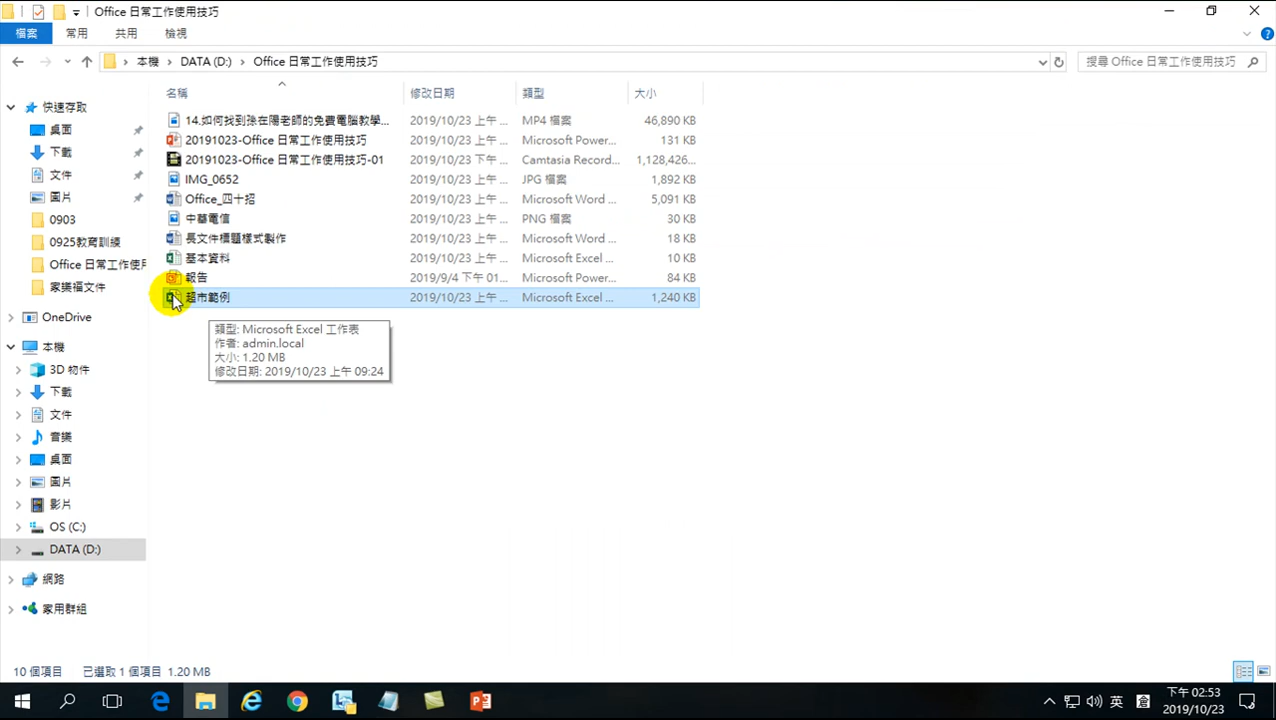 Office 日常工作使用技巧
檔案 常用 共用 檢視
本機 DATA (D:) Office 日常工作使用技巧 搜尋 Office 日常工作使用技巧
名稱 修改日期 類型 大小
14.如何找到孫在陽老師的免費電腦教學... 2019/10/23 上午 ... MP4 檔案 46,890 KB
20191023-Office 日常工作使用技巧 2019/10/23 上午 ... Microsoft Power... 131 KB
20191023-Office 日常工作使用技巧-01 2019/10/23 下午 ... Camtasia Record... 1,128,426...
IMG_0652 2019/10/23 上午 ... JPG 檔案 1,892 KB
Office_四十招 2019/10/23 上午 ... Microsoft Word ... 5,091 KB
中華電信 2019/10/23 上午 ... PNG 檔案 30 KB
長文件標題樣式製作 2019/10/23 上午 ... Microsoft Word ... 18 KB
基本資料 2019/10/23 上午 ... Microsoft Excel ... 10 KB
報告 2019/9/4 下午 01... Microsoft Power... 84 KB
超市範例 2019/10/23 上午 ... Microsoft Excel ... 1,240 KB
類型: Microsoft Excel 工作表
作者: admin.local
大小: 1.20 MB
修改日期: 2019/10/23 上午 09:24
快速存取
桌面
下載
文件
圖片
0903
0925教育訓練
Office 日常工作使用
家樂福文件
OneDrive
本機
3D 物件
下載
文件
音樂
桌面
圖片
影片
OS (C:)
DATA (D:)
網路
家用群組
10 個項目 已選取 1 個項目 1.20 MB
英 倉 下午 02:53
2019/10/23